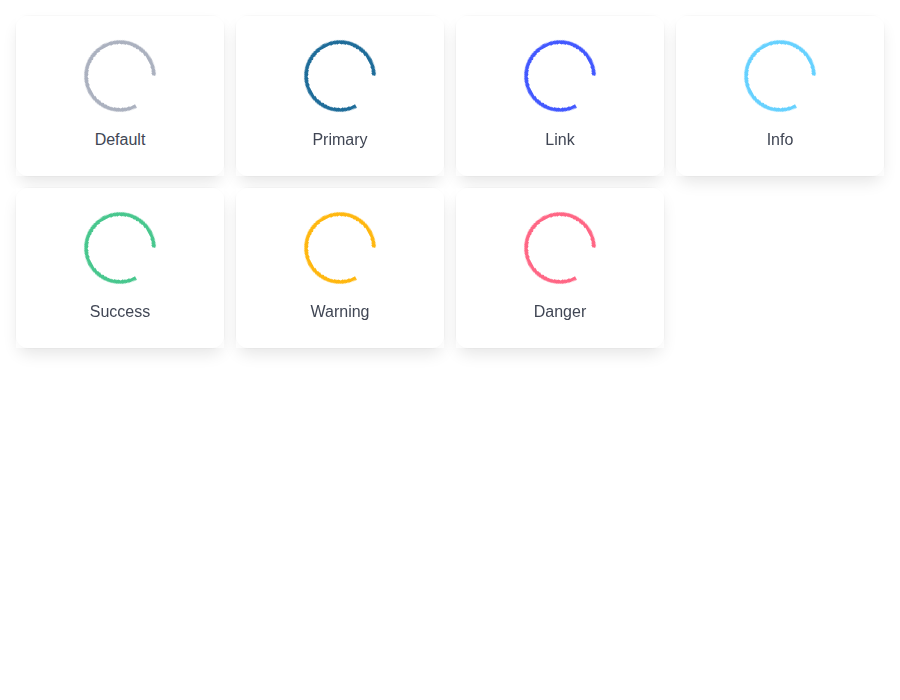 Default
Primary
Link
Info
Success
Warning
Danger